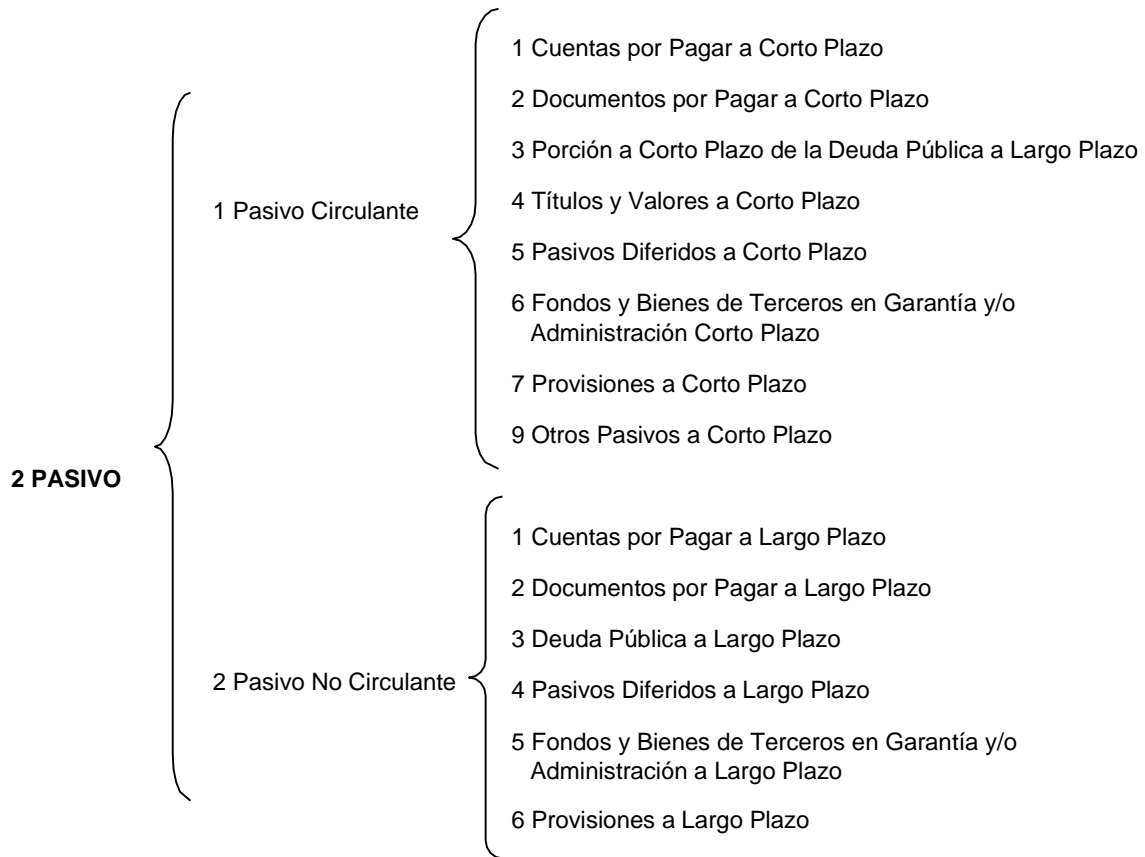 2 PASIVO
1 Pasivo Circulante
1 Cuentas por Pagar a Corto Plazo
2 Documentos por Pagar a Corto Plazo
3 Porción a Corto Plazo de la Deuda Pública a Largo Plazo
4 Títulos y Valores a Corto Plazo
5 Pasivos Diferidos a Corto Plazo
6 Fondos y Bienes de Terceros en Garantía y/o
Administración Corto Plazo
7 Provisiones a Corto Plazo
9 Otros Pasivos a Corto Plazo
2 Pasivo No Circulante
1 Cuentas por Pagar a Largo Plazo
2 Documentos por Pagar a Largo Plazo
3 Deuda Pública a Largo Plazo
4 Pasivos Diferidos a Largo Plazo
5 Fondos y Bienes de Terceros en Garantía y/o
Administración a Largo Plazo
6 Provisiones a Largo Plazo